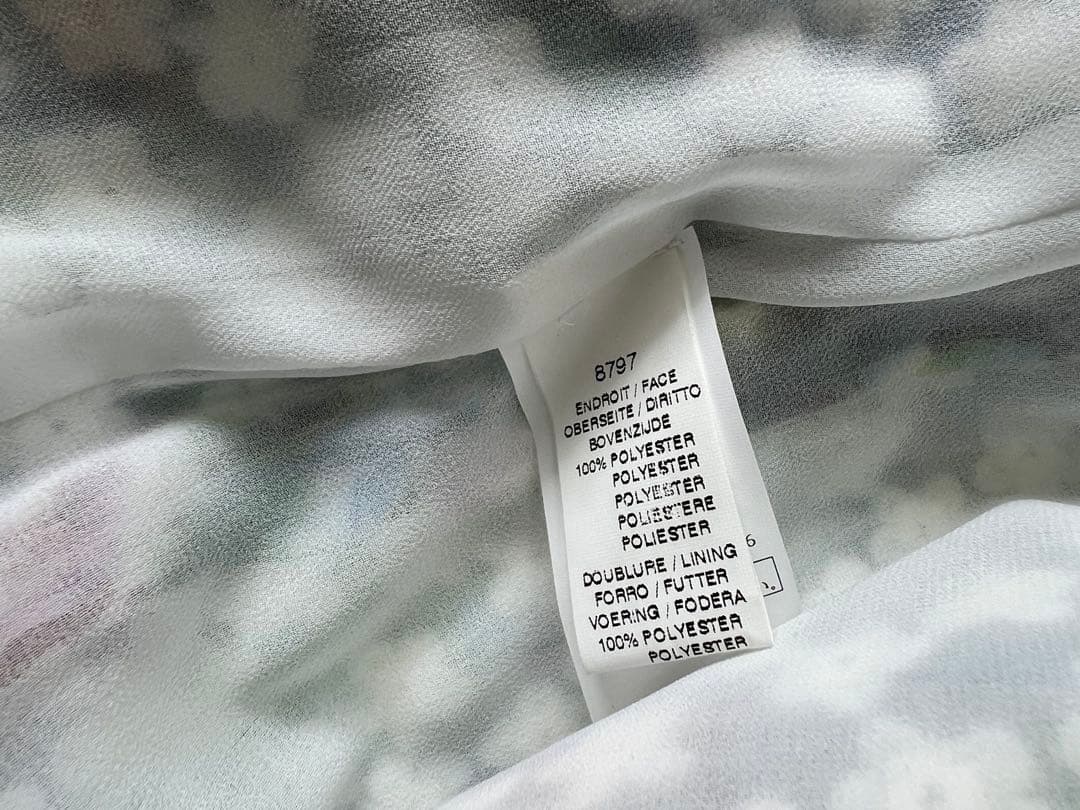 8797
ENDROIT / FACE
OBERSEITE / DIRITTO
BOVENZIJDE
100% POLYESTER
POLYESTER
POLYESTER
POLIESTERE
POLIESTER
DOUBLURE / LINING
FORRO / FUTTER
VOERING / FODERA
100% POLYESTER
POLYESTER
6